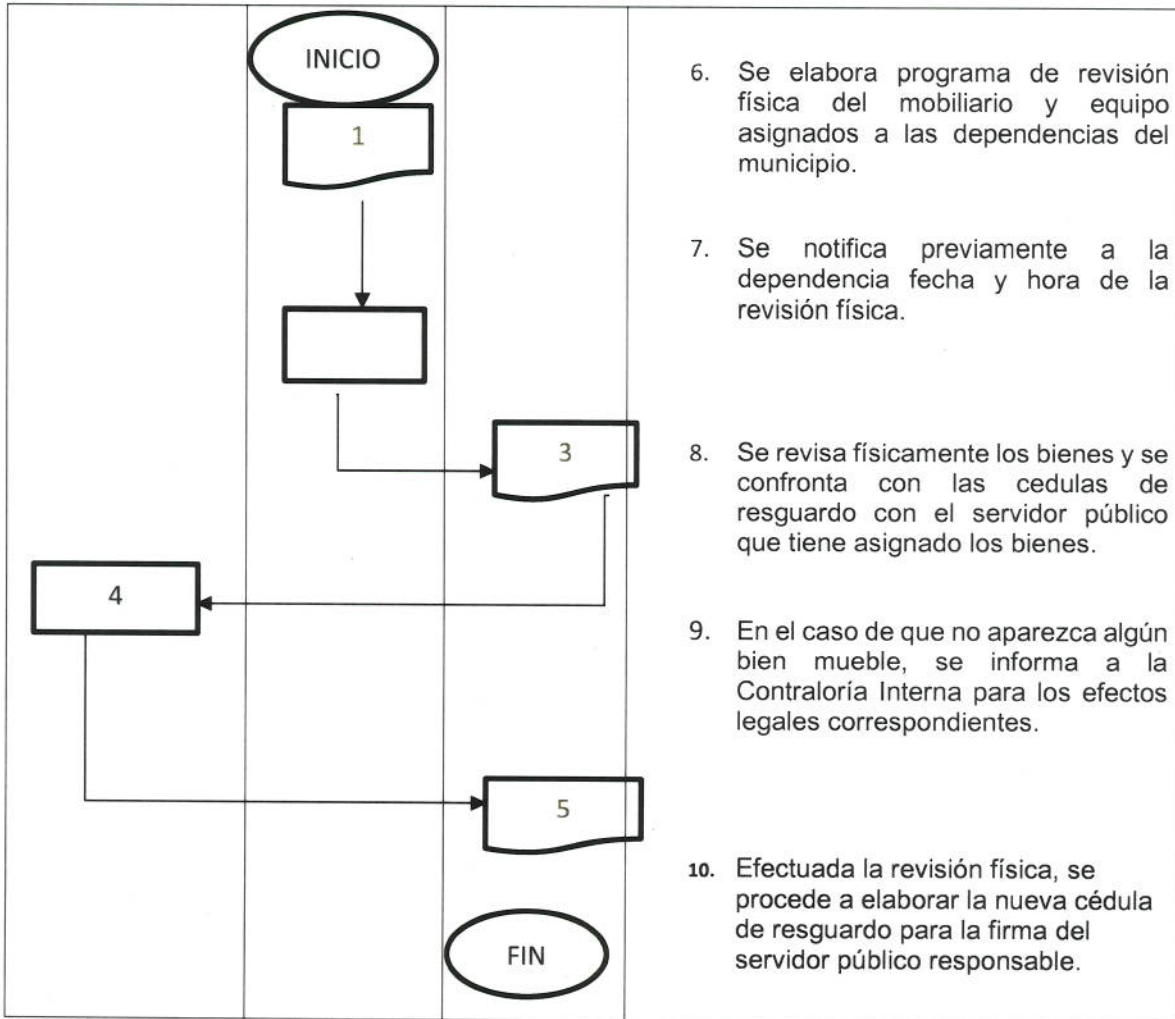 INICIO
1
3
4
5
FIN
6. Se elabora programa de revisión
física del mobiliario y equipo
asignados a las dependencias del
municipio.
7. Se notifica previamente a la
dependencia fecha y hora de la
revisión física.
8. Se revisa físicamente los bienes y se
confronta con las cedulas de
resguardo con el servidor público
que tiene asignado los bienes.
9. En el caso de que no aparezca algún
bien mueble, se informa a la
Contraloría Interna para los efectos
legales correspondientes.
10. Efectuada la revisión física, se
procede a elaborar la nueva cédula
de resguardo para la firma del
servidor público responsable.